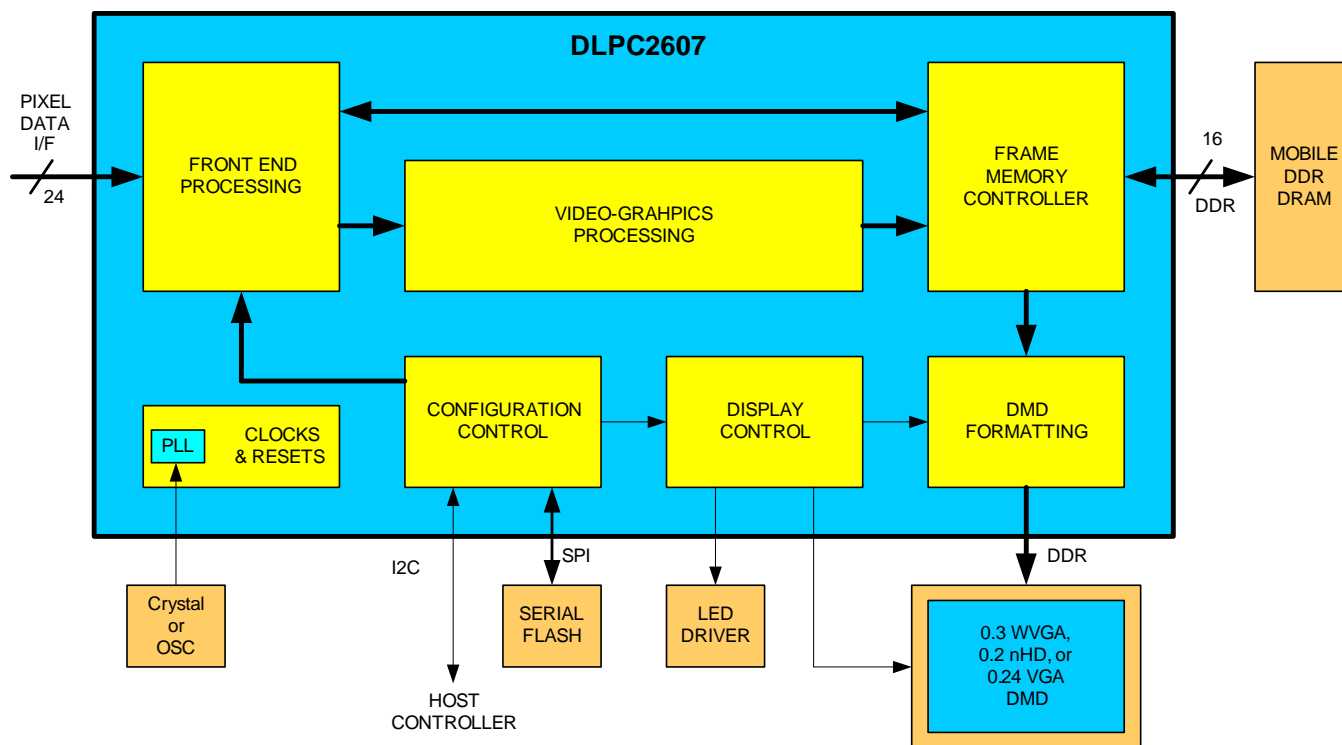 DLPC2607
PIXEL
DATA
I/F
24
FRONT END
PROCESSING
VIDEO-GRAHPICS
PROCESSING
FRAME
MEMORY
CONTROLLER
16
DDR
MOBILE
DDR
DRAM
PLL
CLOCKS
& RESETS
CONFIGURATION
CONTROL
DISPLAY
CONTROL
DMD
FORMATTING
Crystal
or
OSC
I2C
HOST
CONTROLLER
SPI
SERIAL
FLASH
LED
DRIVER
DDR
0.3 WVGA,
0.2 nHD, or
0.24 VGA
DMD